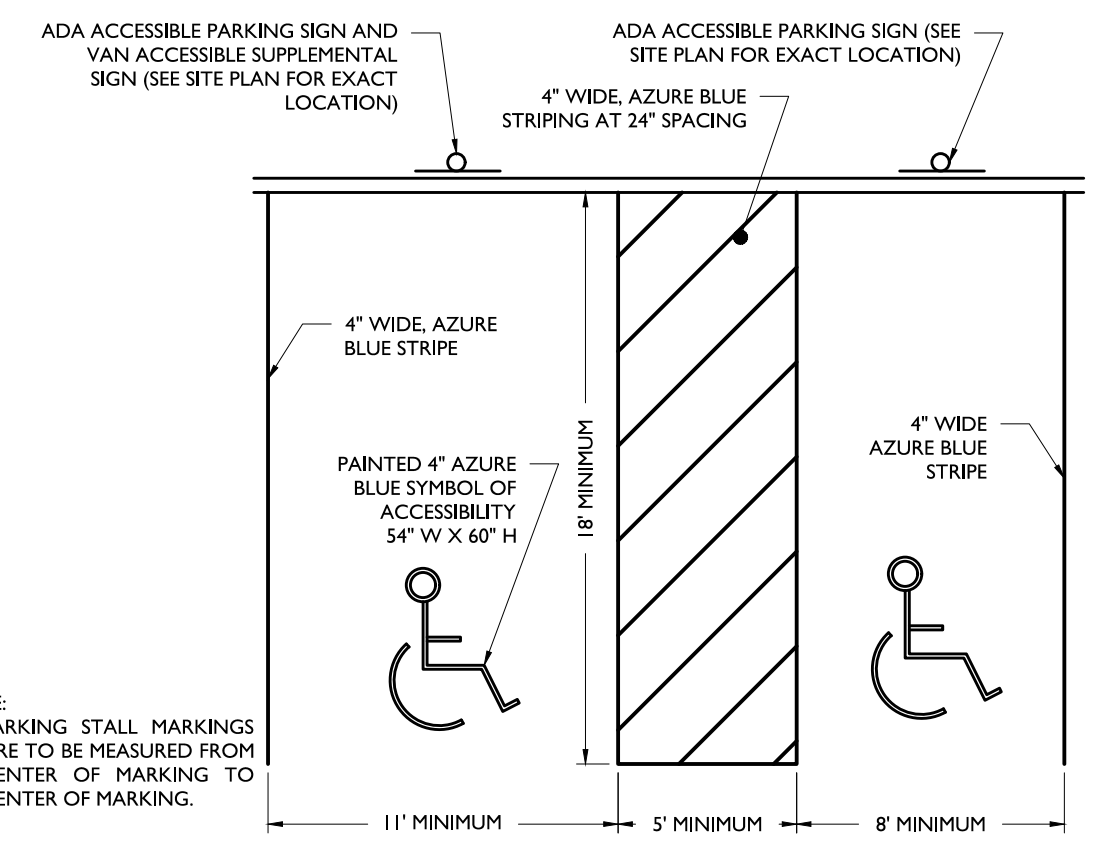 ADA ACCESSIBLE PARKING SIGN AND
VAN ACCESSIBLE SUPPLEMENTAL
SIGN (SEE SITE PLAN FOR EXACT
LOCATION)
ADA ACCESSIBLE PARKING SIGN (SEE
SITE PLAN FOR EXACT LOCATION)
4" WIDE, AZURE BLUE
STRIPING AT 24" SPACING
4" WIDE, AZURE
BLUE STRIPE
18' MINIMUM
4" WIDE
AZURE BLUE
STRIPE
PAINTED 4" AZURE
BLUE SYMBOL OF
ACCESSIBILITY
54" W X 60" H
E:
ARKING STALL MARKINGS
RE TO BE MEASURED FROM
ENTER OF MARKING TO
ENTER OF MARKING.
11' MINIMUM
5' MINIMUM
8' MINIMUM